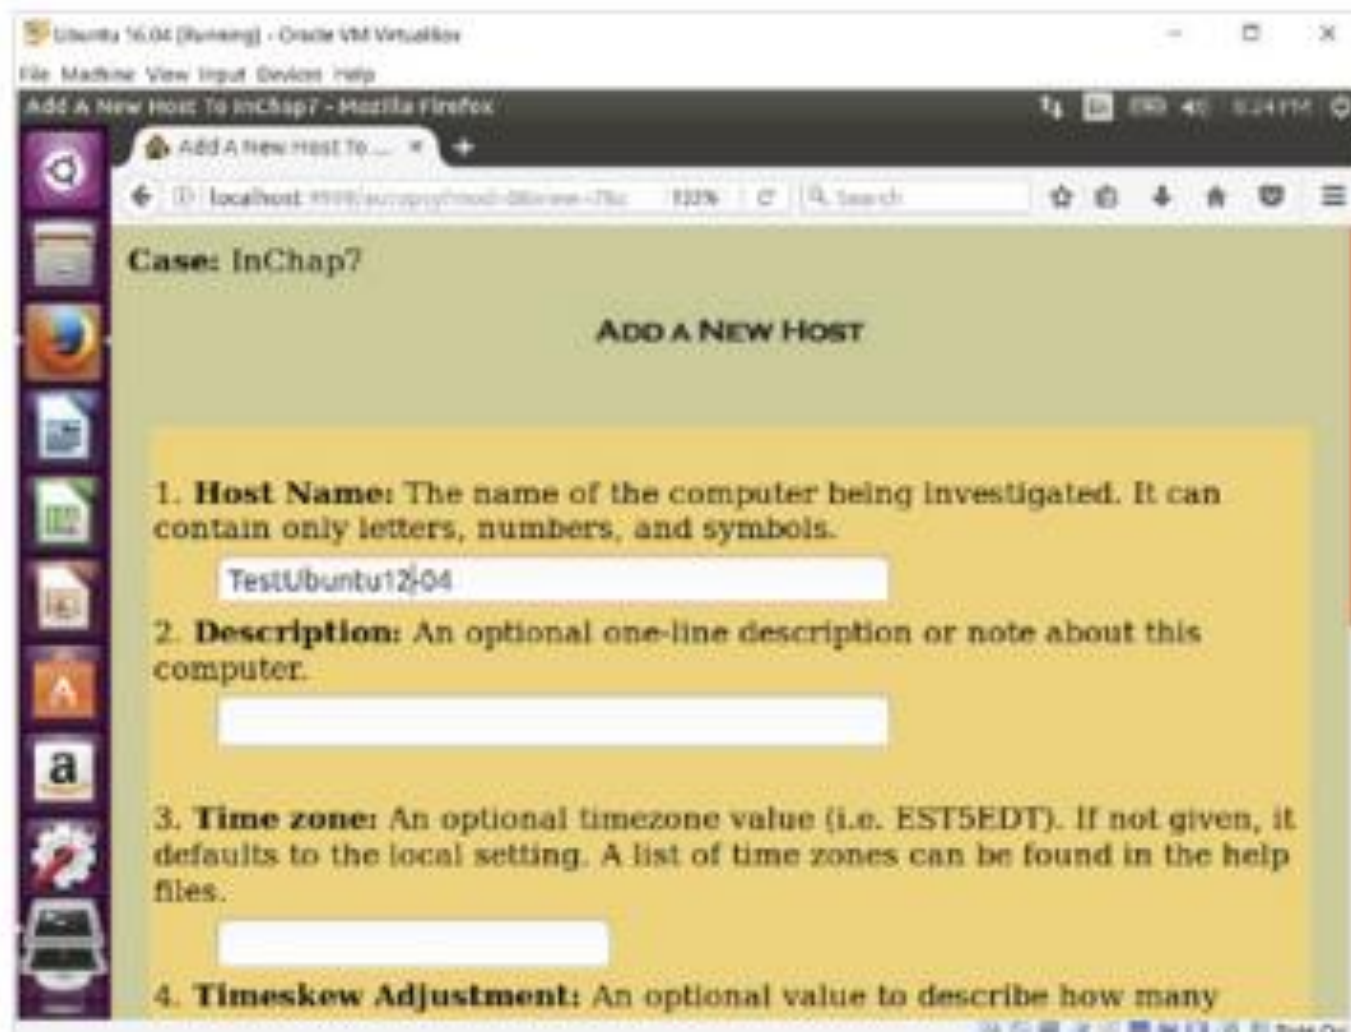 Ubuntu 16.04 [Running] - Oracle VM VirtualBox
File Machine View Input Devices Help
Add A New Host To InChap7 - Mozilla Firefox
6:24 PM
Add A New Host To ...
localhost
133%
Search
Case: InChap7
ADD A NEW HOST
1. Host Name: The name of the computer being investigated. It can
contain only letters, numbers, and symbols.
TestUbuntu12-04
2. Description: An optional one-line description or note about this
computer.
a
3. Time zone: An optional timezone value (i.e. EST5EDT). If not given, it
defaults to the local setting. A list of time zones can be found in the help
files.
4. Timeskew Adjustment: An optional value to describe how many